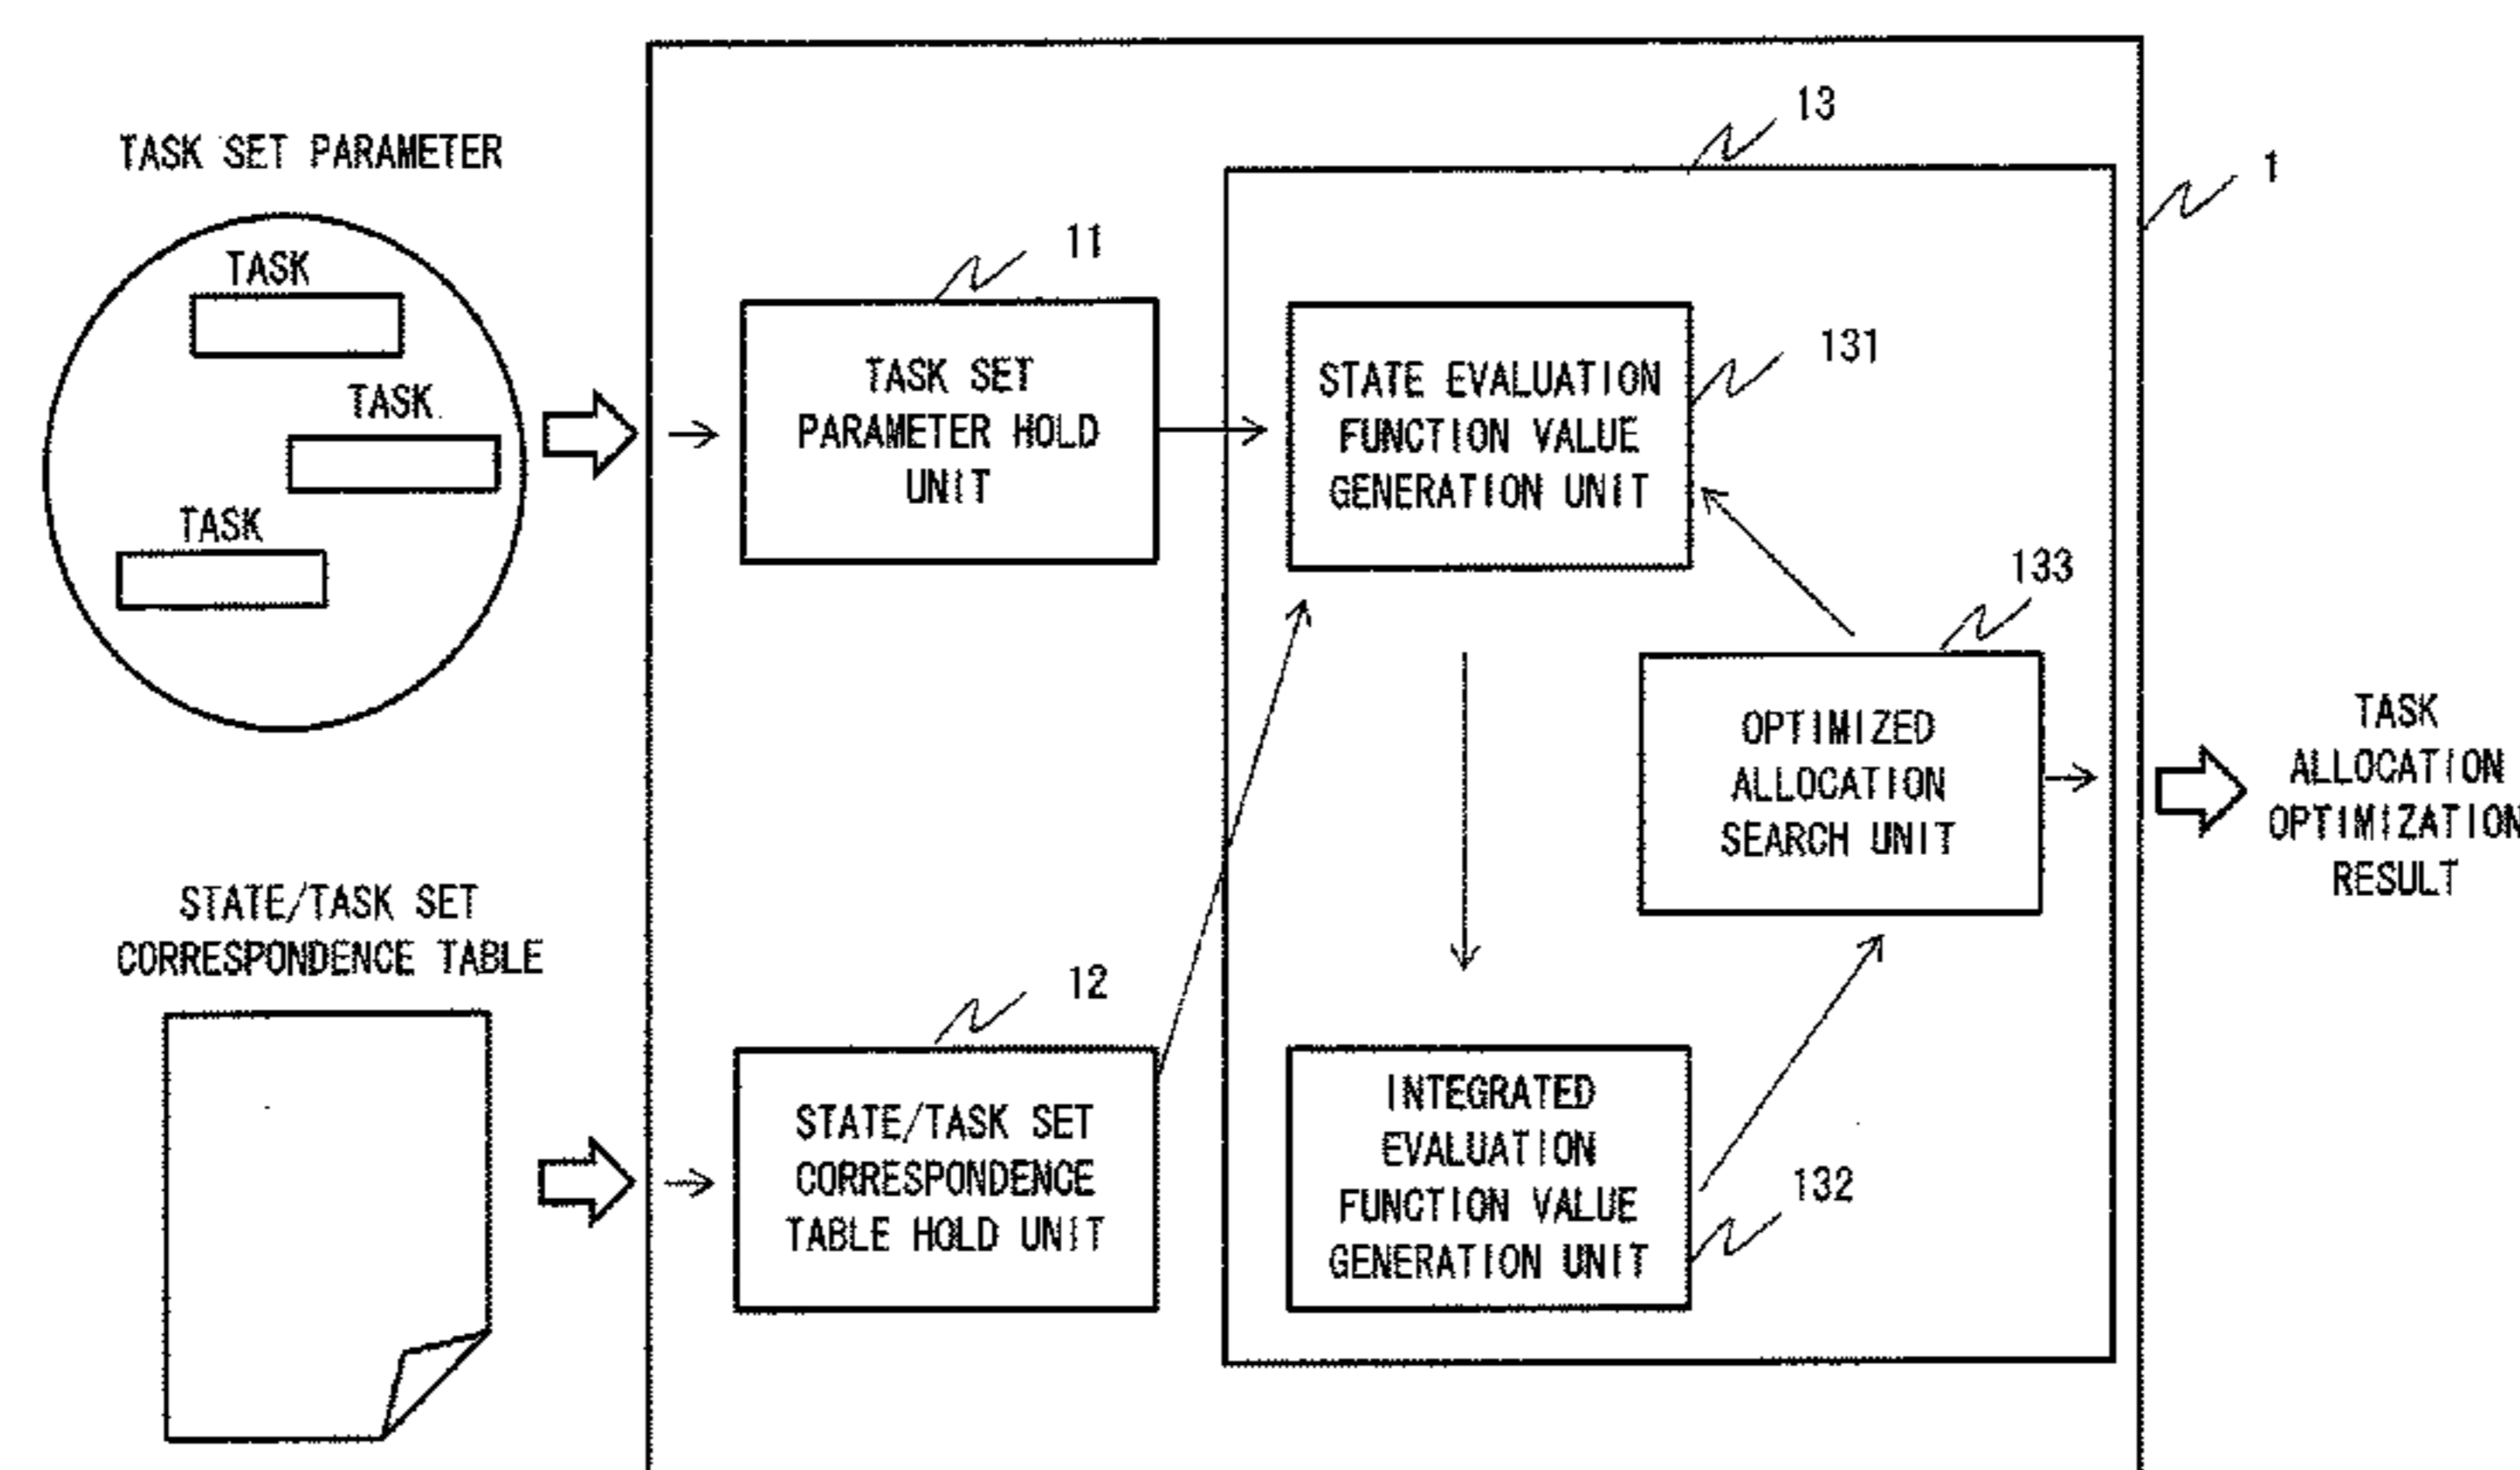 TASK SET PARAMETER
TASK
TASK
TASK
STATE/TASK SET
CORRESPONDENCE TABLE
11
TASK SET
PARAMETER HOLD
UNIT
12
STATE/TASK SET
CORRESPONDENCE
TABLE HOLD UNIT
13
1
STATE EVALUATION
FUNCTION VALUE
GENERATION UNIT
131
133
OPTIMIZED
ALLOCATION
SEARCH UNIT
INTEGRATED
EVALUATION
FUNCTION VALUE
GENERATION UNIT
132
TASK
ALLOCATION
OPTIMIZATION
RESULT